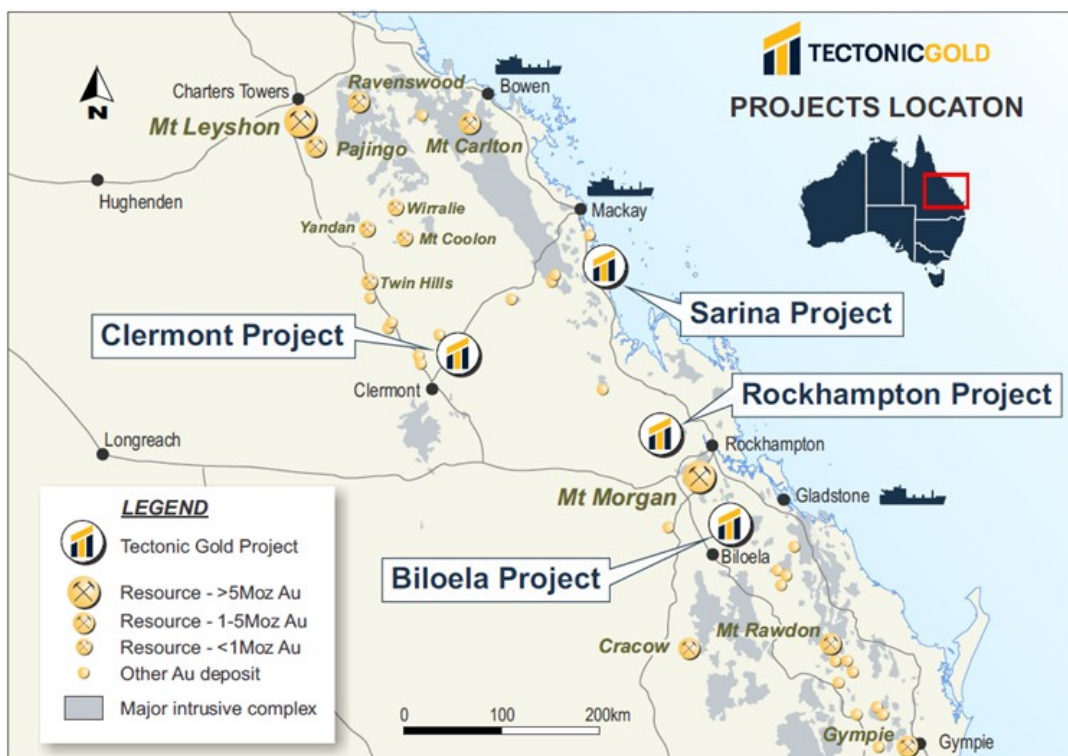 TECTONICGOLD
PROJECTS LOCATON
N
Charters Towers
Ravenswood
Bowen
Mt Leyshon
Pajingo
Mt Carlton
Hughenden
Wirralie
Mackay
Yandan
Mt Coolon
Twin Hills
Sarina Project
Clermont Project
Clermont
Rockhampton Project
Longreach
Rockhampton
Mt Morgan
Gladstone
Biloela
Biloela Project
LEGEND
Tectonic Gold Project
Resource - >5Moz Au
Resource - 1-5Moz Au
Resource - <1Moz Au
Other Au deposit
Major intrusive complex
Cracow
Mt Rawdon
0 100 200km
Gympie
Gympie